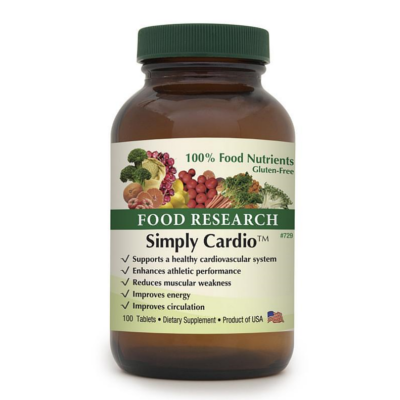 100% Food Nutrients
Gluten-Free
FOOD RESEARCH
Simply Cardio™ #729
✓ Supports a healthy cardiovascular system
✓ Enhances athletic performance
✓ Reduces muscular weakness
✓ Improves energy
✓ Improves circulation
100 Tablets • Dietary Supplement • Product of USA